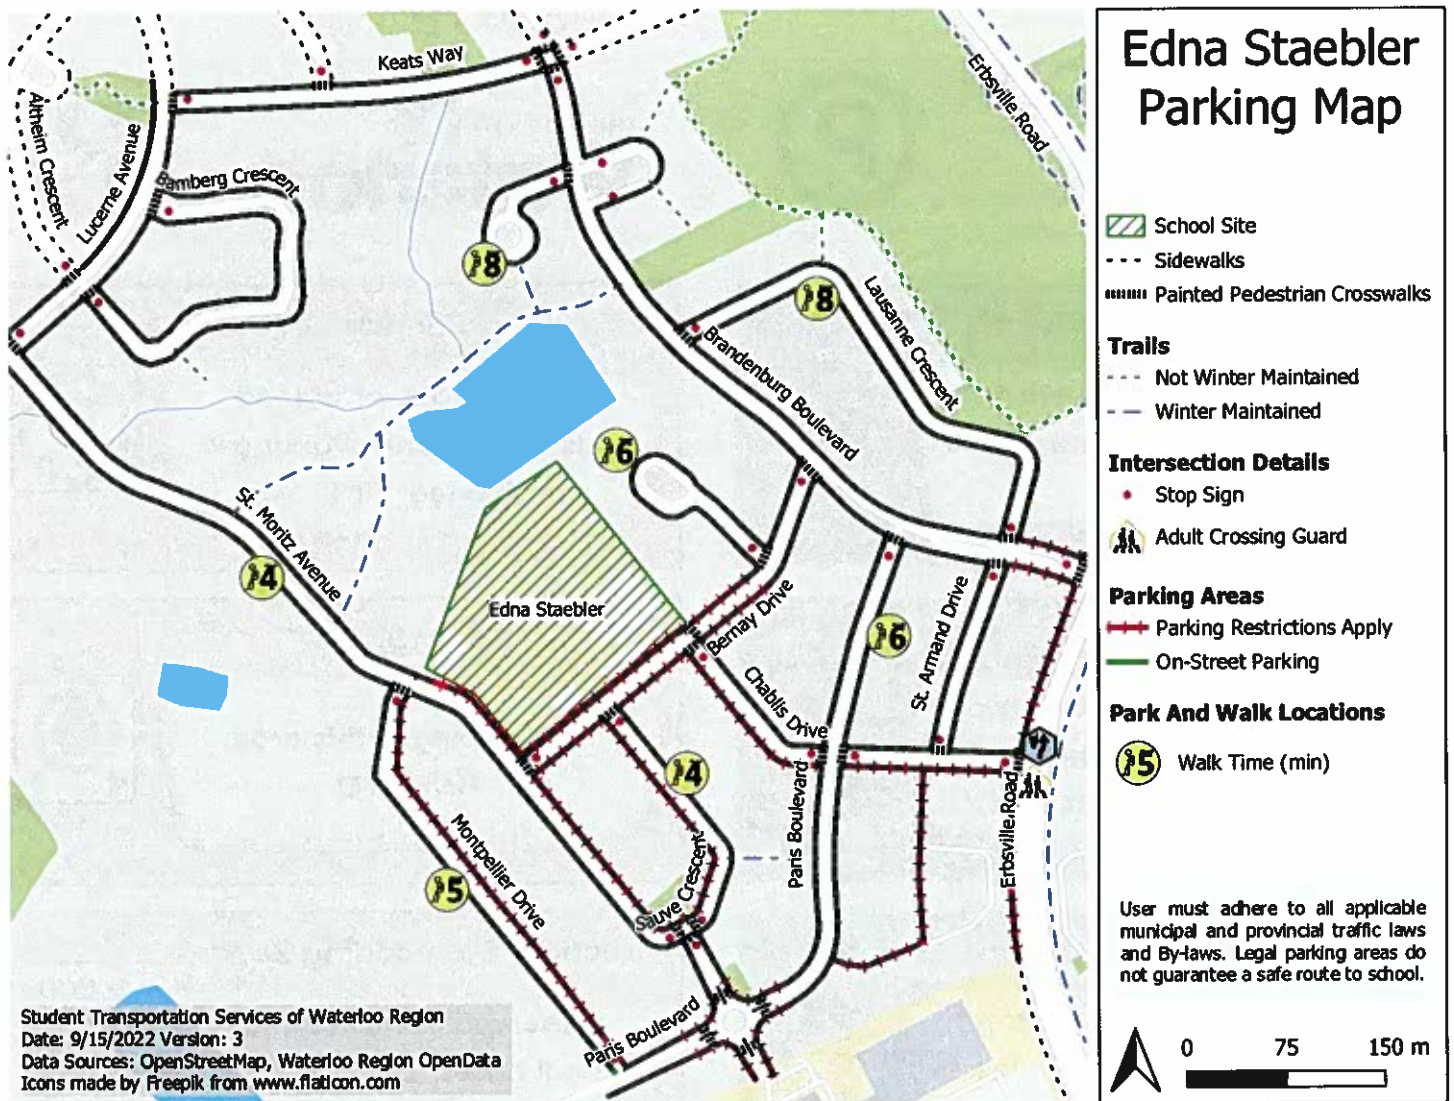 Edna Staebler
Parking Map
School Site
Sidewalks
Painted Pedestrian Crosswalks
Trails
Not Winter Maintained
Winter Maintained
Intersection Details
Stop Sign
Adult Crossing Guard
Parking Areas
Parking Restrictions Apply
On-Street Parking
Park And Walk Locations
5
Walk Time (min)
User must adhere to all applicable
municipal and provincial traffic laws
and By-laws. Legal parking areas do
not guarantee a safe route to school.
0 75 150 m
Keats Way
Erbsville Road
Altheim Crescent
Lucerne Avenue
Bamberg Crescent
8
8
Lausanne Crescent
Brandenburg Boulevard
6
St. Moritz Avenue
4
Edna Staebler
Bernay Drive
6
St. Armand Drive
Chablis Drive
4
Paris Boulevard
Erbsville Road
Montpellier Drive
5
Sauve Crescent
Paris Boulevard
Student Transportation Services of Waterloo Region
Date: 9/15/2022 Version: 3
Data Sources: OpenStreetMap, Waterloo Region OpenData
Icons made by Freepik from www.flaticon.com